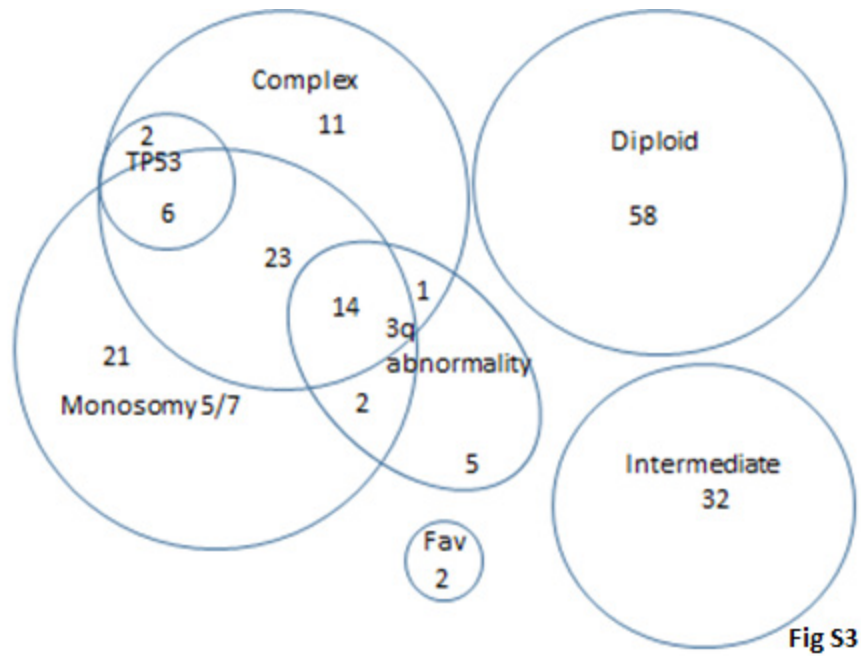 Complex
11
2
TP53
6
23
14
1
3q
abnormality
21
Monosomy 5/7
2
5
Diploid
58
Intermediate
32
Fav
2
Fig S3